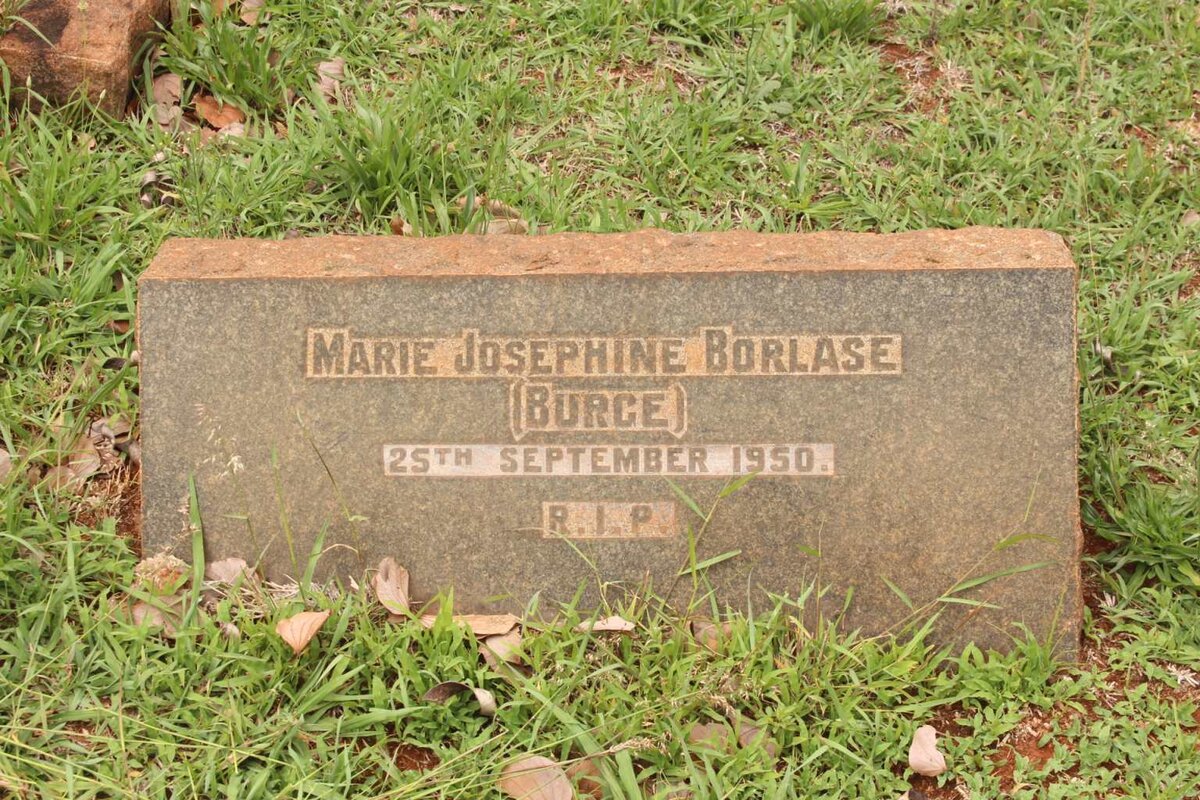 MARIE JOSEPHINE BORLASE
(BURGE)
25TH SEPTEMBER 1950.
R.I.P.